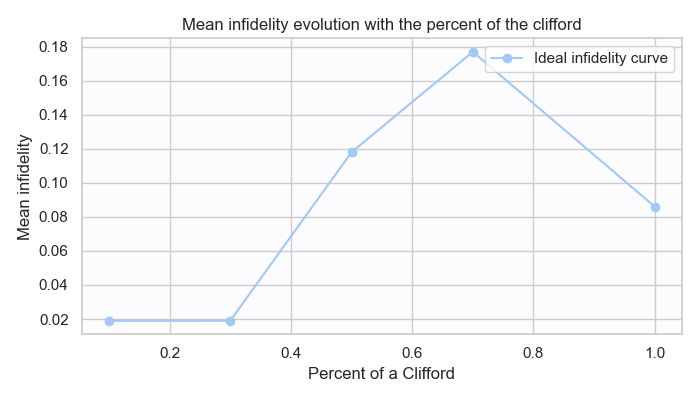 Mean infidelity evolution with the percent of the clifford
Ideal infidelity curve
Mean infidelity
0.18
0.16
0.14
0.12
0.10
0.08
0.06
0.04
0.02
0.2 0.4 0.6 0.8 1.0
Percent of a Clifford